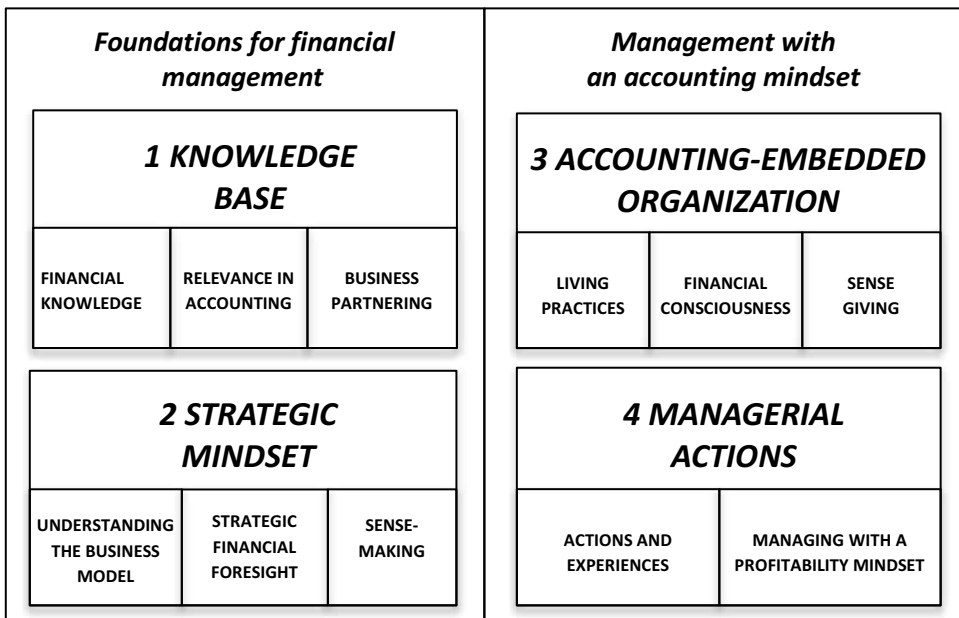 Foundations for financial
management
1 KNOWLEDGE
BASE
FINANCIAL
KNOWLEDGE
RELEVANCE IN
ACCOUNTING
BUSINESS
PARTNERING
2 STRATEGIC
MINDSET
UNDERSTANDING
THE BUSINESS
MODEL
STRATEGIC
FINANCIAL
FORESIGHT
SENSE-
MAKING
Management with
an accounting mindset
3 ACCOUNTING-EMBEDDED
ORGANIZATION
LIVING
PRACTICES
FINANCIAL
CONSCIOUSNESS
SENSE
GIVING
4 MANAGERIAL
ACTIONS
ACTIONS AND
EXPERIENCES
MANAGING WITH A
PROFITABILITY MINDSET